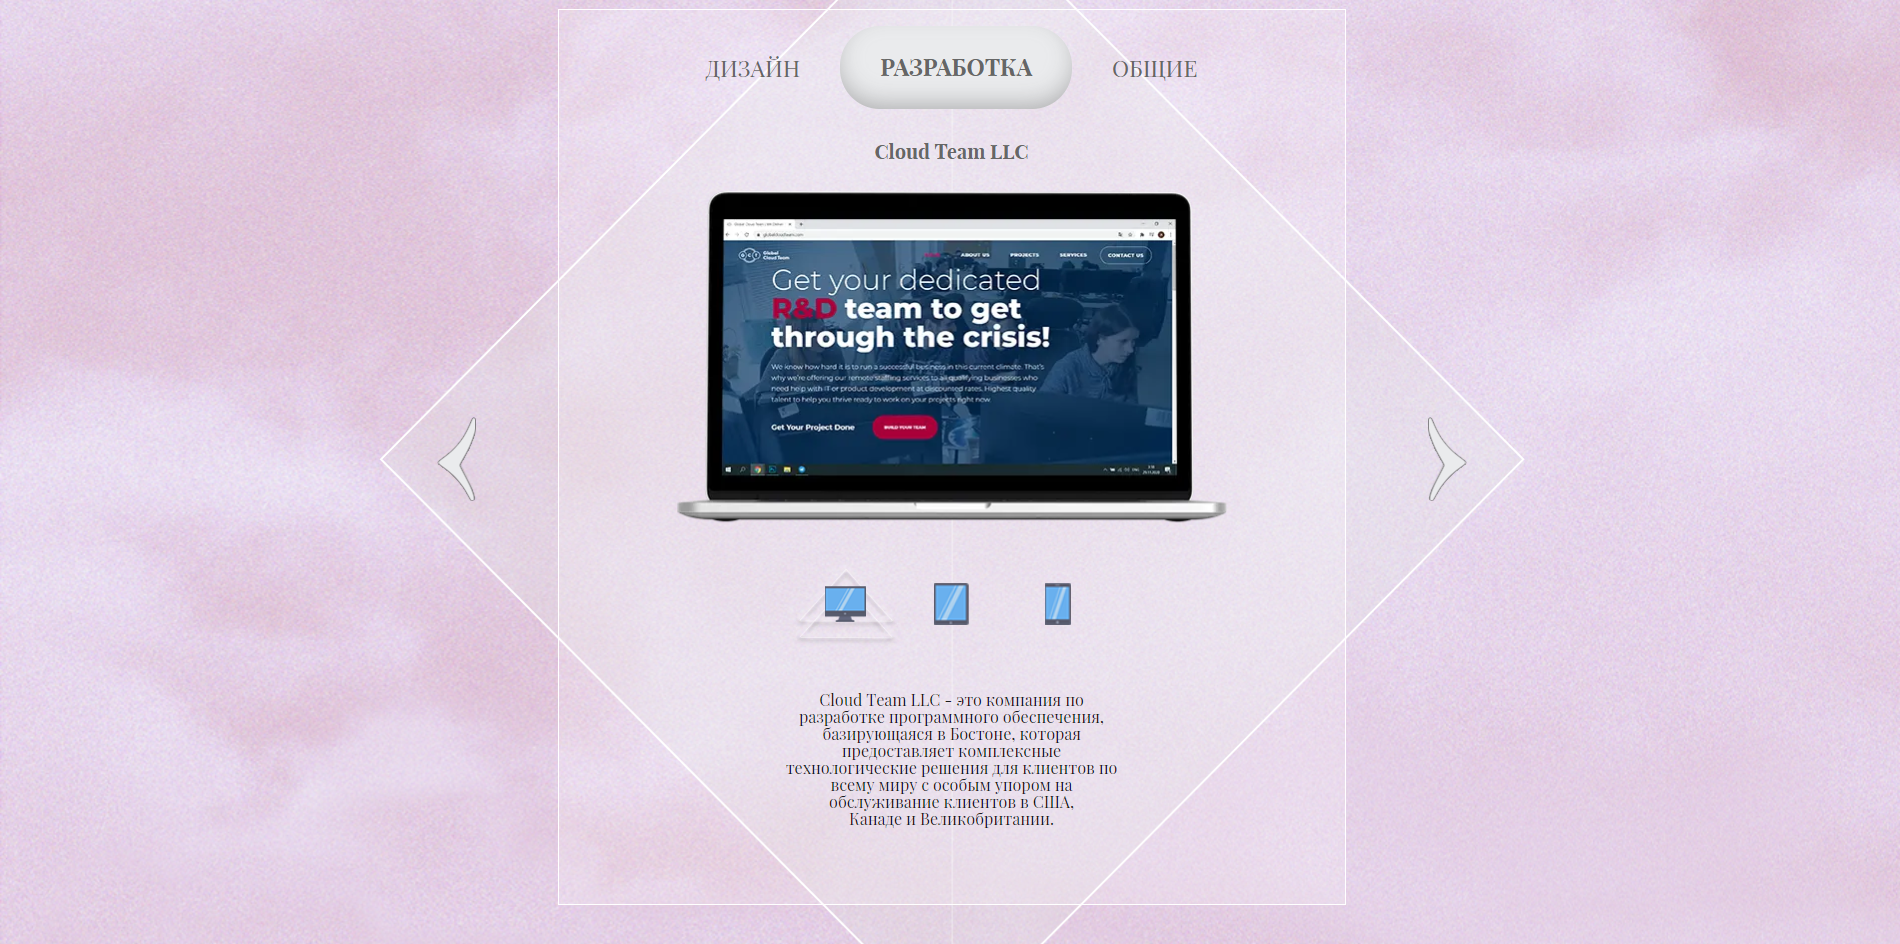 ДИЗАЙН
РАЗРАБОТКА
ОБЩИЕ
Cloud Team LLC
globalcloudteam.com
Global
Cloud Team
ABOUT US
PROJECTS
SERVICES
CONTACT US
Get your dedicated
R&D team to get
through the crisis!
We know how hard it is to run a successful business in this current climate. That's
why we're offering our remote staffing services to all qualifying businesses who
need help with IT or product development at discounted rates. Highest quality
talent to help you thrive ready to work on your projects right now
Get Your Project Done
BUILD YOUR TEAM
Cloud Team LLC - это компания по
разработке программного обеспечения,
базирующаяся в Бостоне, которая
предоставляет комплексные
технологические решения для клиентов по
всему миру с особым упором на
обслуживание клиентов в США,
Канаде и Великобритании.